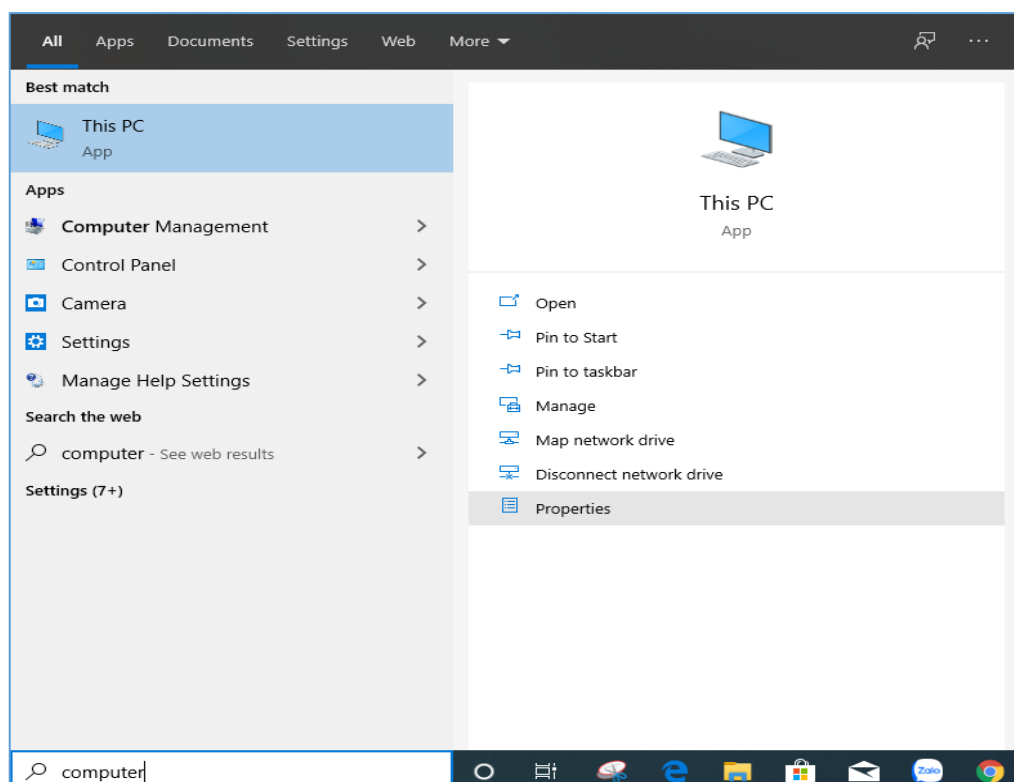 All Apps Documents Settings Web More
Best match
This PC
App
Apps
Computer Management
Control Panel
Camera
Settings
Manage Help Settings
Search the web
computer - See web results
Settings (7+)
This PC
App
Open
Pin to Start
Pin to taskbar
Manage
Map network drive
Disconnect network drive
Properties
computer
Zalo